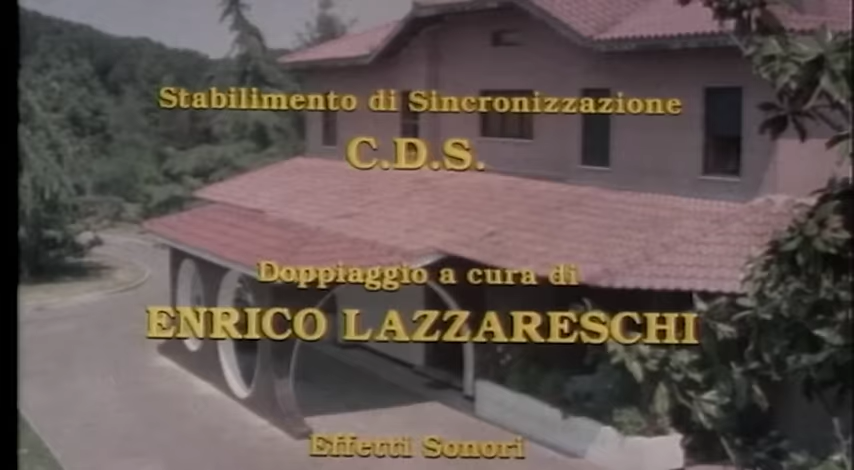 Stabilimento di Sincronizzazione
C.D.S.
Doppiaggio a cura di
ENRICO LAZZARESCHI
Effetti Sonori